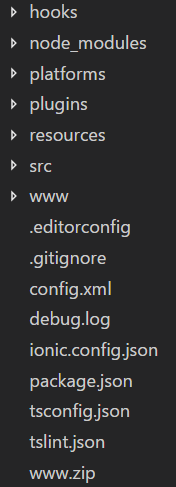 hooks
node_modules
platforms
plugins
resources
src
www
.editorconfig
.gitignore
config.xml
debug.log
ionic.config.json
package.json
tsconfig.json
tslint.json
www.zip